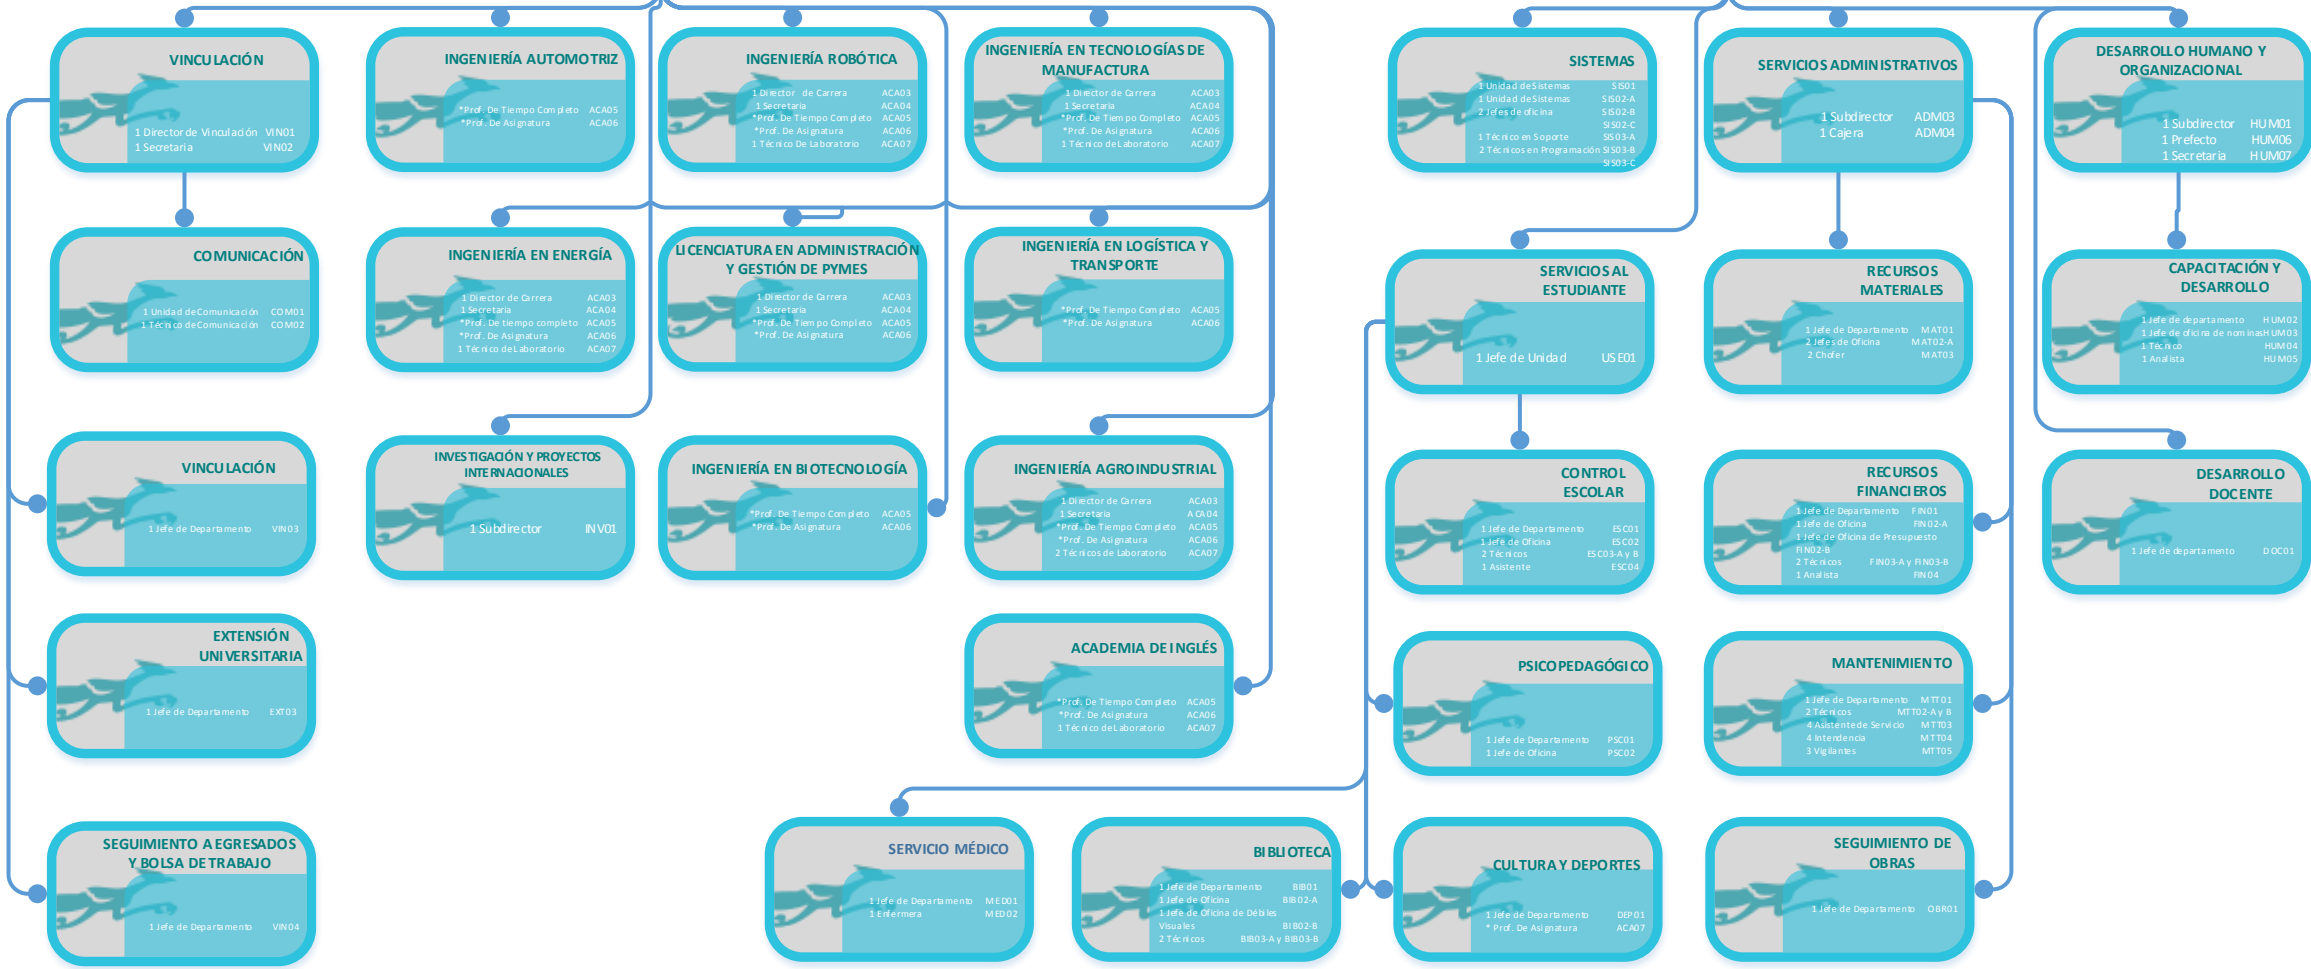 VINCULACIÓN
1 Director de Vinculación VIN01
1 Secretaria VIN02
INGENIERÍA AUTOMOTRIZ
*Prof. De Tiempo Completo ACA05
*Prof. De Asignatura ACA06
INGENIERÍA ROBÓTICA
1 Director de Carrera ACA03
1 Secretaria ACA04
*Prof. De Tiempo Completo ACA05
*Prof. De Asignatura ACA06
1 Técnico De Laboratorio ACA07
INGENIERÍA EN TECNOLOGÍAS DE
MANUFACTURA
1 Director de Carrera ACA03
1 Secretaria ACA04
*Prof. De Tiempo Completo ACA05
*Prof. De Asignatura ACA06
1 Técnico de Laboratorio ACA07
SISTEMAS
1 Unidad de Sistemas SIS01
1 Unidad de Sistemas SIS02-A
2 Jefes de oficina SIS02-B
SIS02-C
1 Técnico en Soporte SIS03-A
2 Técnicos en Programación SIS03-B
SIS03-C
SERVICIOS ADMINISTRATIVOS
1 Subdirector ADM03
1 Cajera ADM04
DESARROLLO HUMANO Y
ORGANIZACIONAL
1 Subdirector HUM01
1 Prefecto HUM06
1 Secretaria HUM07
COMUNICACIÓN
1 Unidad de Comunicación COM01
1 Técnico de Comunicación COM02
INGENIERÍA EN ENERGÍA
1 Director de Carrera ACA03
1 Secretaria ACA04
*Prof. De tiempo completo ACA05
*Prof. De Asignatura ACA06
1 Técnico de Laboratorio ACA07
LICENCIATURA EN ADMINISTRACIÓN
Y GESTIÓN DE PYMES
1 Director de Carrera ACA03
1 Secretaria ACA04
*Prof. De Tiempo Completo ACA05
*Prof. De Asignatura ACA06
INGENIERÍA EN LOGÍSTICA Y
TRANSPORTE
*Prof. De Tiempo Completo ACA05
*Prof. De Asignatura ACA06
SERVICIOS AL
ESTUDIANTE
1 Jefe de Unidad USE01
RECURSOS
MATERIALES
1 Jefe de Departamento MAT01
2 Jefes de Oficina MAT02-A
2 Chofer MAT03
CAPACITACIÓN Y
DESARROLLO
1 Jefe de departamento HUM02
1 Jefe de oficina de nominas HUM03
1 Técnico HUM04
1 Analista HUM05
VINCULACIÓN
1 Jefe de Departamento VIN03
INVESTIGACIÓN Y PROYECTOS
INTERNACIONALES
1 Subdirector INV01
INGENIERÍA EN BIOTECNOLOGÍA
*Prof. De Tiempo Completo ACA05
*Prof. De Asignatura ACA06
INGENIERÍA AGROINDUSTRIAL
1 Director de Carrera ACA03
1 Secretaria ACA04
*Prof. De Tiempo Completo ACA05
*Prof. De Asignatura ACA06
2 Técnicos de Laboratorio ACA07
CONTROL
ESCOLAR
1 Jefe de Departamento ESC01
1 Jefe de Oficina ESC02
2 Técnicos ESC03-A y B
1 Asistente ESC04
RECURSOS
FINANCIEROS
1 Jefe de Departamento FIN01
1 Jefe de Oficina FIN02-A
1 Jefe de Oficina de Presupuesto
FIN02-B
2 Técnicos FIN03-A y FIN03-B
1 Analista FIN04
DESARROLLO
DOCENTE
1 Jefe de departamento DOC01
EXTENSIÓN
UNIVERSITARIA
1 Jefe de Departamento EXT03
ACADEMIA DE INGLÉS
*Prof. De Tiempo Completo ACA05
*Prof. De Asignatura ACA06
1 Técnico de Laboratorio ACA07
PSICOPEDAGÓGICO
1 Jefe de Departamento PSC01
1 Jefe de Oficina PSC02
MANTENIMIENTO
1 Jefe de Departamento MTT01
2 Técnicos MTT02-A y B
4 Asistente de Servicio MTT03
4 Intendencia MTT04
3 Vigilantes MTT05
SEGUIMIENTO A EGRESADOS
Y BOLSA DE TRABAJO
1 Jefe de Departamento VIN04
SERVICIO MÉDICO
1 Jefe de Departamento MED01
1 Enfermera MED02
BIBLIOTECA
1 Jefe de Departamento BIB01
1 Jefe de Oficina BIB02-A
1 Jefe de Oficina de Débiles
Visuales BIB02-B
2 Técnicos BIB03-A y BIB03-B
CULTURA Y DEPORTES
1 Jefe de Departamento DEP01
* Prof. De Asignatura ACA07
SEGUIMIENTO DE
OBRAS
1 Jefe de Departamento OBR01